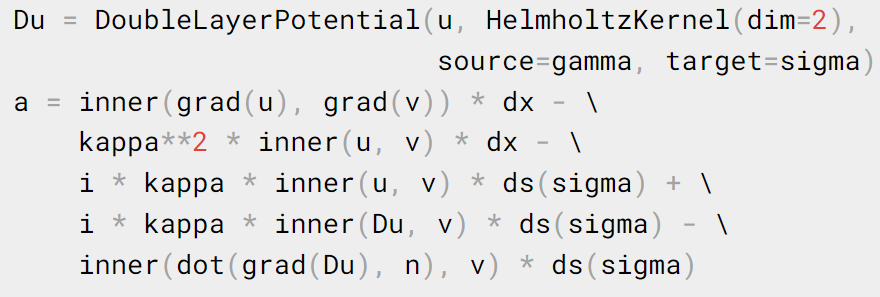 Du = DoubleLayerPotential(u, HelmholtzKernel(dim=2),
source=gamma, target=sigma)
a = inner(grad(u), grad(v)) * dx - \
kappa**2 * inner(u, v) * dx - \
i * kappa * inner(u, v) * ds(sigma) + \
i * kappa * inner(Du, v) * ds(sigma) - \
inner(dot(grad(Du), n), v) * ds(sigma)